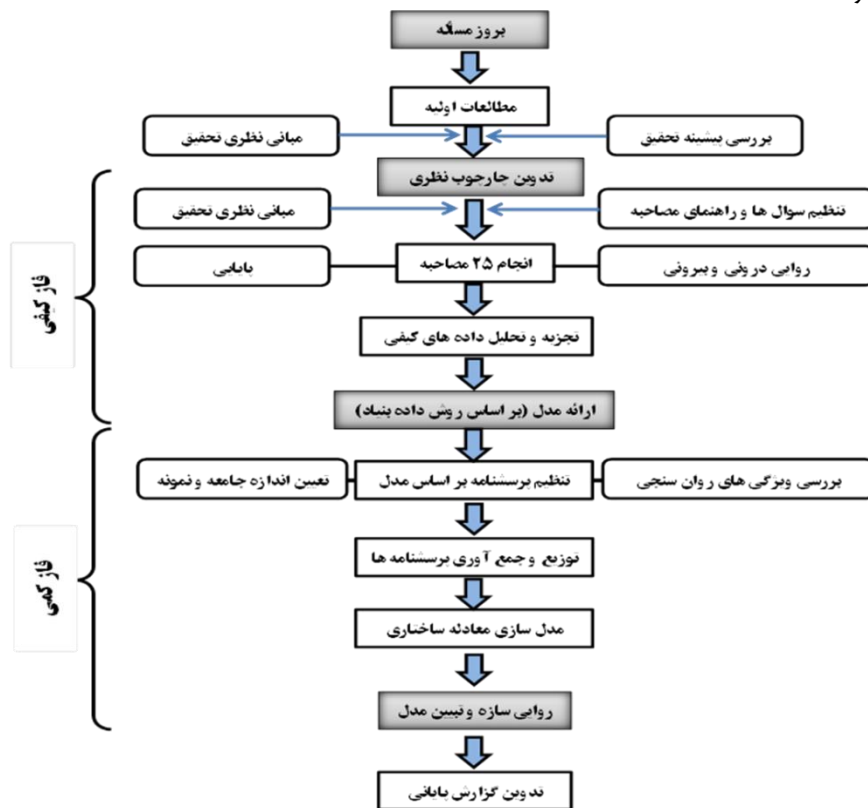 بروز مسأله
مطالعات اولیه
بررسی پیشینه تحقیق
مبانی نظری تحقیق
تدوین چارچوب نظری
تنظیم سوال ها و راهنمای مصاحبه
مبانی نظری تحقیق
انجام ۲۵ مصاحبه
روایی درونی و بیرونی
پایایی
تجزیه و تحلیل داده های کیفی
ارائه مدل (بر اساس روش داده بنیاد)
فاز کیفی
بررسی ویژگی های روان سنجی
تنظیم پرسشنامه بر اساس مدل
تعیین اندازه جامعه و نمونه
توزیع و جمع آوری پرسشنامه ها
مدل سازی معادله ساختاری
روایی سازه و تبیین مدل
فاز کمی
تدوین گزارش پایانی